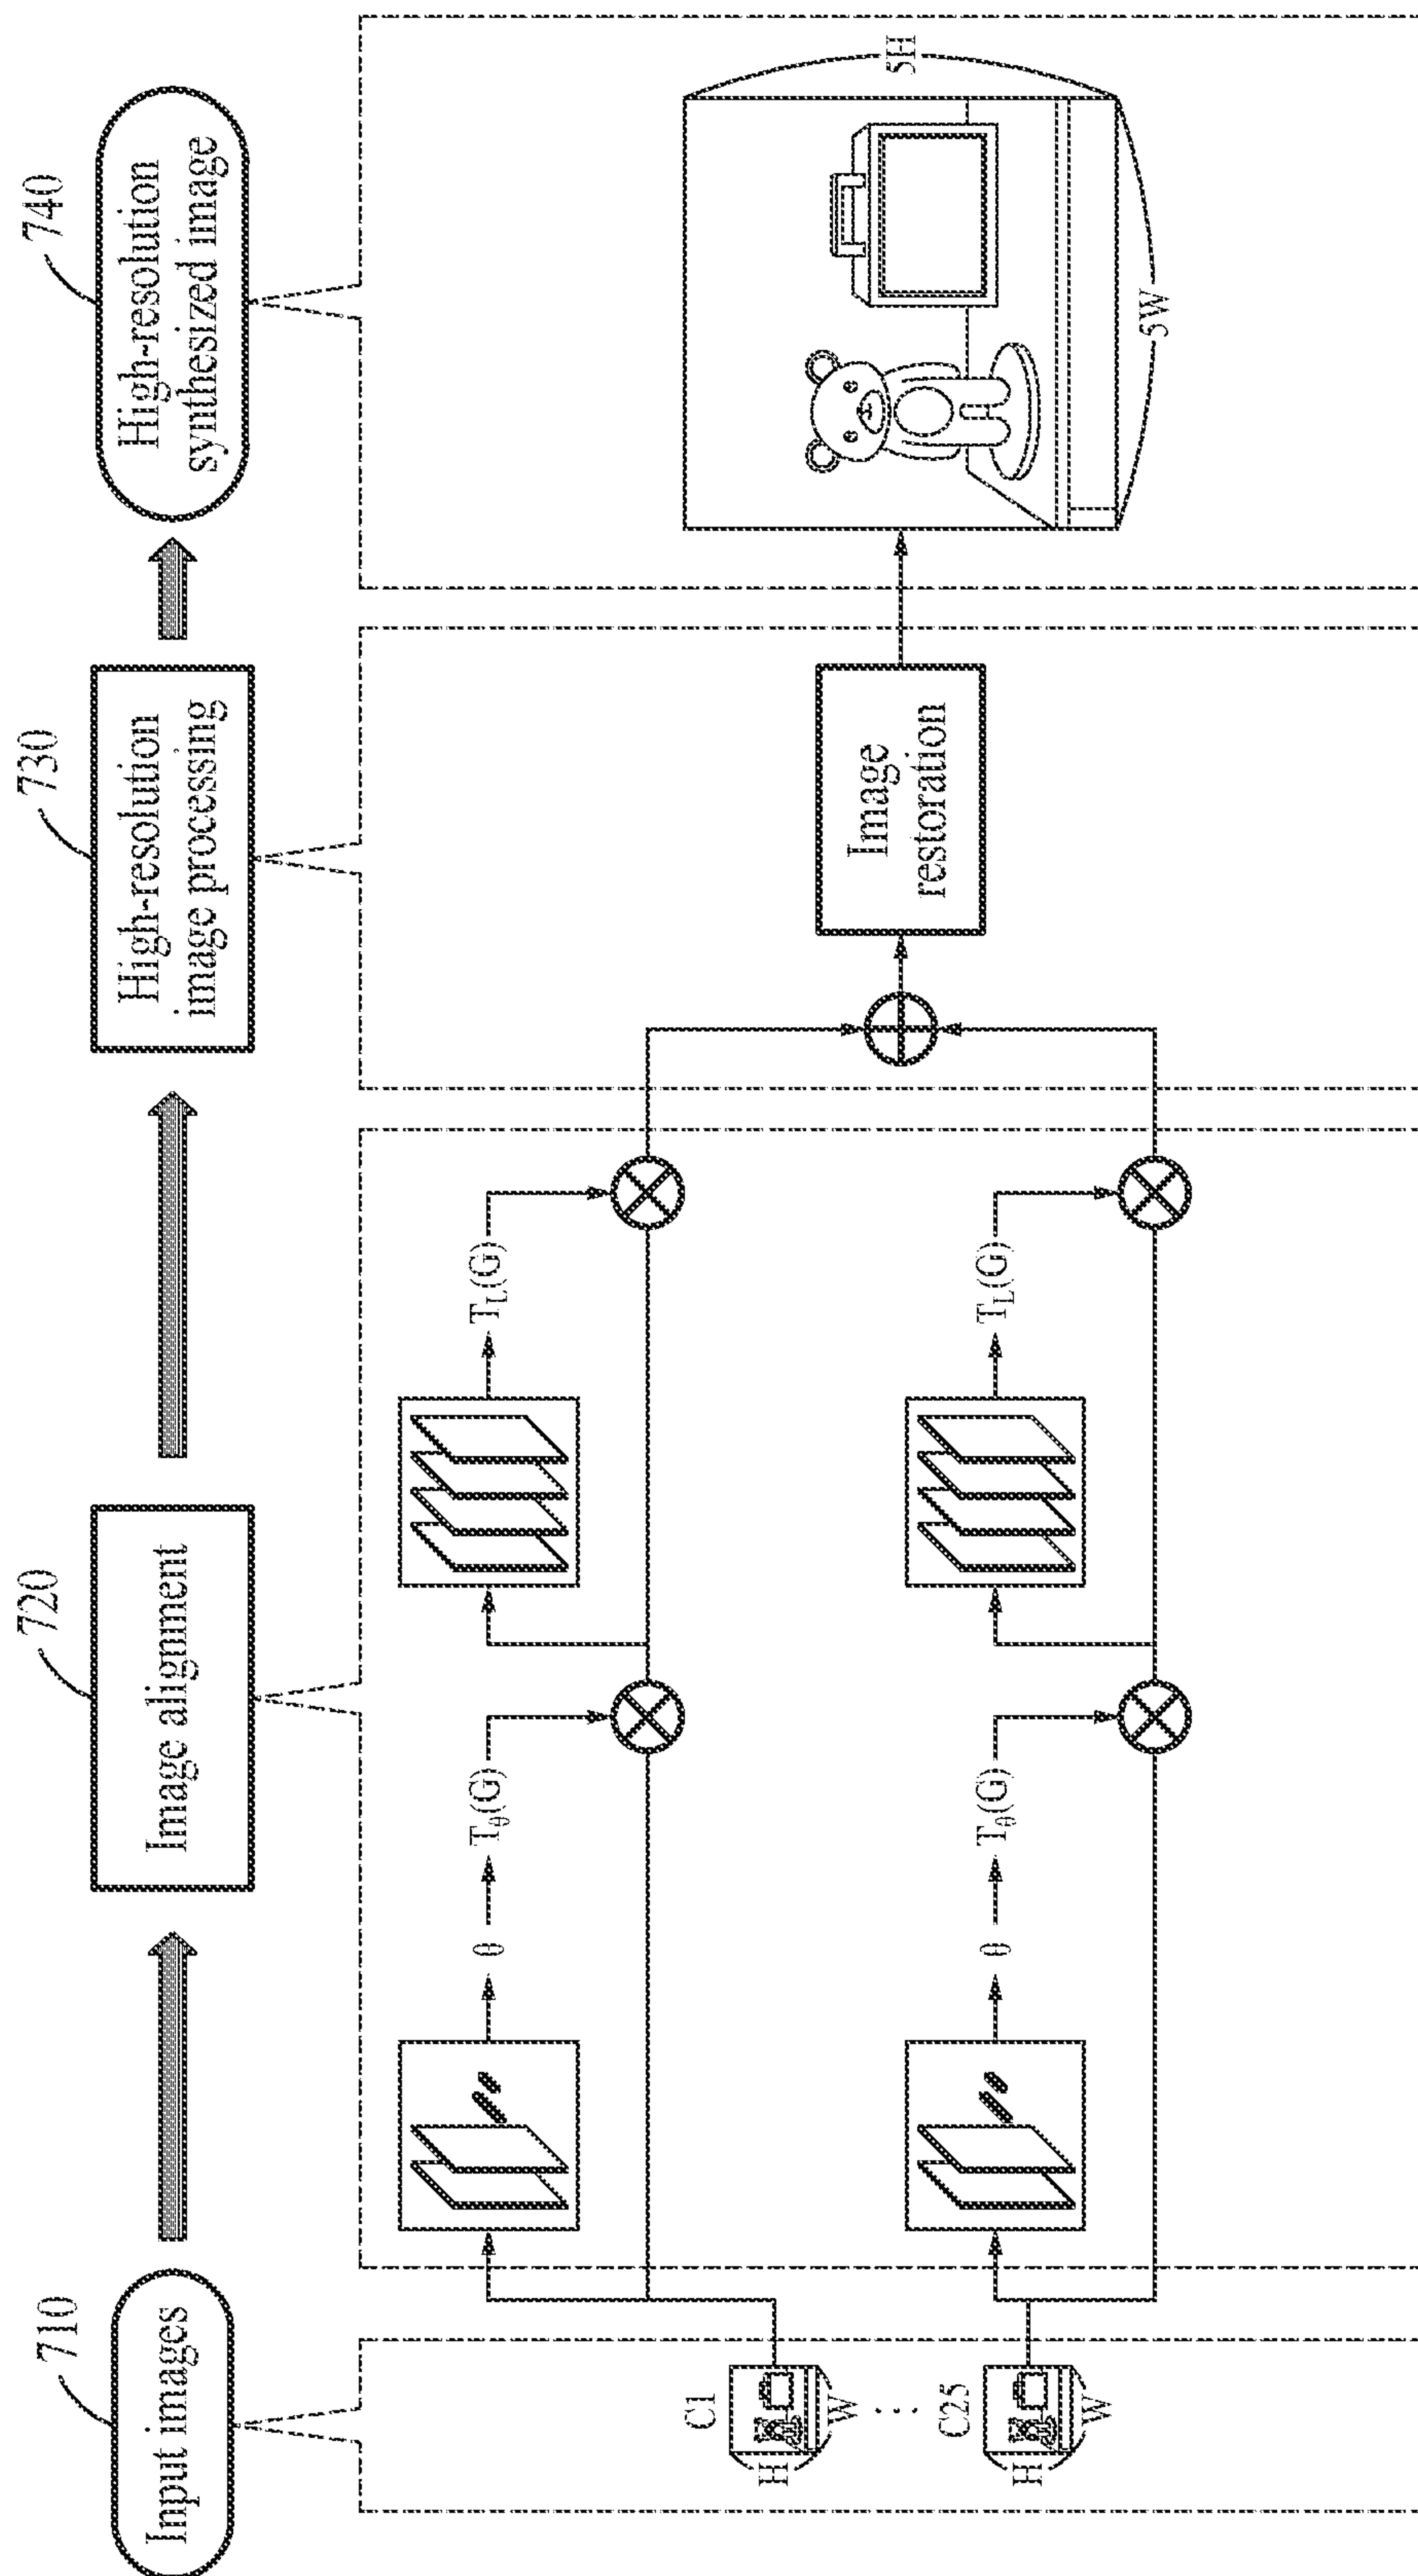 710
Input images
720
Image alignment
730
High-resolution
image processing
740
High-resolution
synthesized image
C1
H
W
C25
H
W
θ
Tθ(G)
TL(G)
θ
Tθ(G)
TL(G)
Image
restoration
5H
5W